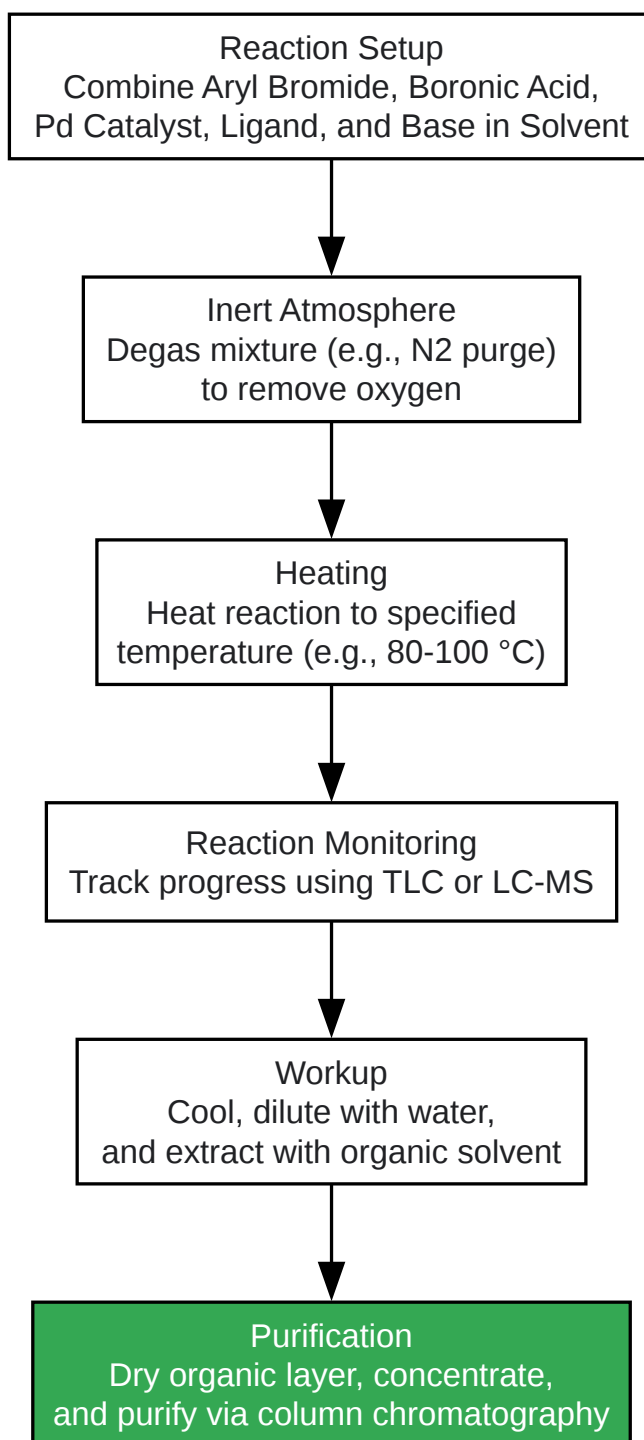 Reaction Setup
Combine Aryl Bromide, Boronic Acid,
Pd Catalyst, Ligand, and Base in Solvent
Inert Atmosphere
Degas mixture (e.g., N2 purge)
to remove oxygen
Heating
Heat reaction to specified
temperature (e.g., 80-100 °C)
Reaction Monitoring
Track progress using TLC or LC-MS
Workup
Cool, dilute with water,
and extract with organic solvent
Purification
Dry organic layer, concentrate,
and purify via column chromatography